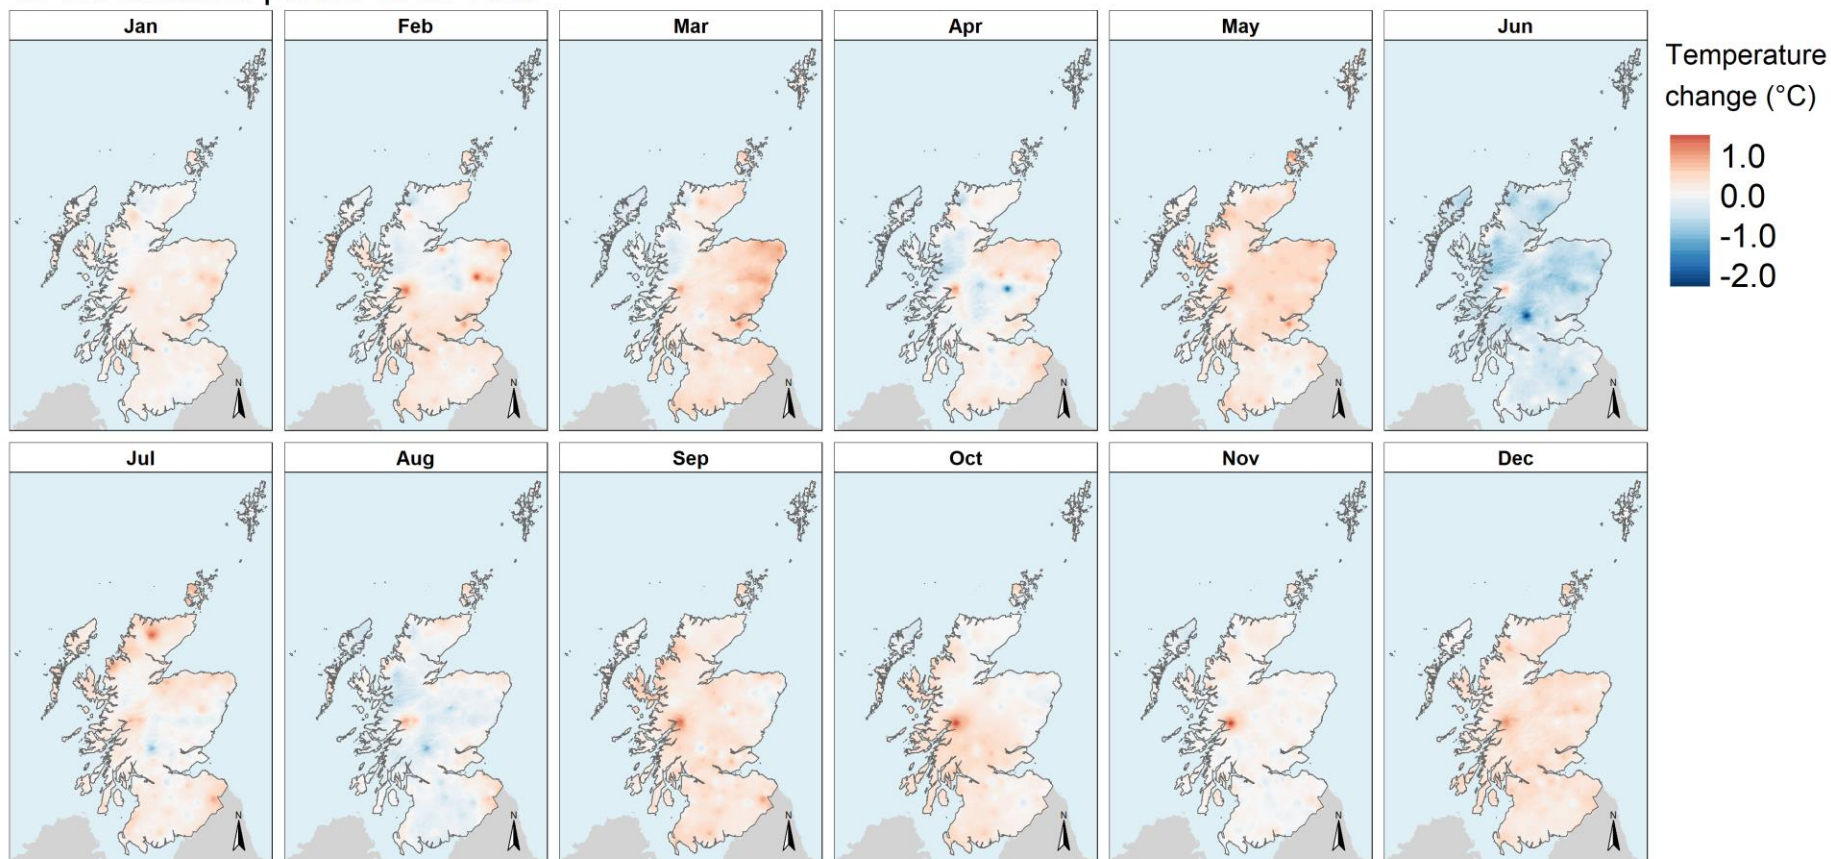 Jan Feb Mar Apr May Jun
Temperature
change (°C)
1.0
0.0
-1.0
-2.0
N N N N N N
Jul Aug Sep Oct Nov Dec
N N N N N N